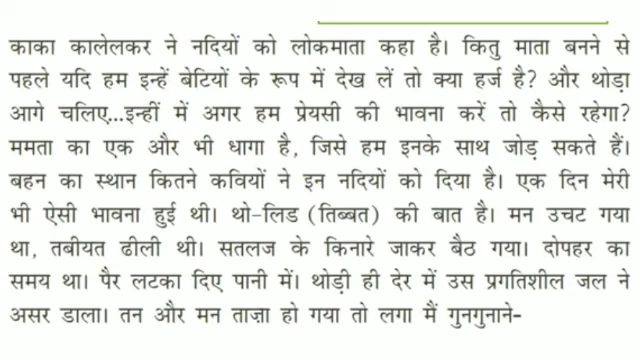 काका कालेलकर ने नदियों को लोकमाता कहा है। किंतु माता बनने से
पहले यदि हम इन्हें बेटियों के रूप में देख लें तो क्या हर्ज है? और थोड़ा
आगे चलिए...इन्हीं में अगर हम प्रेयसी की भावना करें तो कैसे रहेगा?
ममता का एक और भी धागा है, जिसे हम इनके साथ जोड़ सकते हैं।
बहन का स्थान कितने कवियों ने इन नदियों को दिया है। एक दिन मेरी
भी ऐसी भावना हुई थी। थो-लिङ (तिब्बत) की बात है। मन उचट गया
था, तबीयत ढीली थी। सतलज के किनारे जाकर बैठ गया। दोपहर का
समय था। पैर लटका दिए पानी में। थोड़ी ही देर में उस प्रगतिशील जल ने
असर डाला। तन और मन ताज़ा हो गया तो लगा मैं गुनगुनाने-